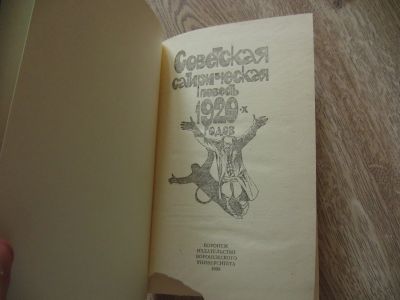 Советская
сатирическая
повесть
1920-х
годов
ВОРОНЕЖ
ИЗДАТЕЛЬСТВО
ВОРОНЕЖСКОГО
УНИВЕРСИТЕТА